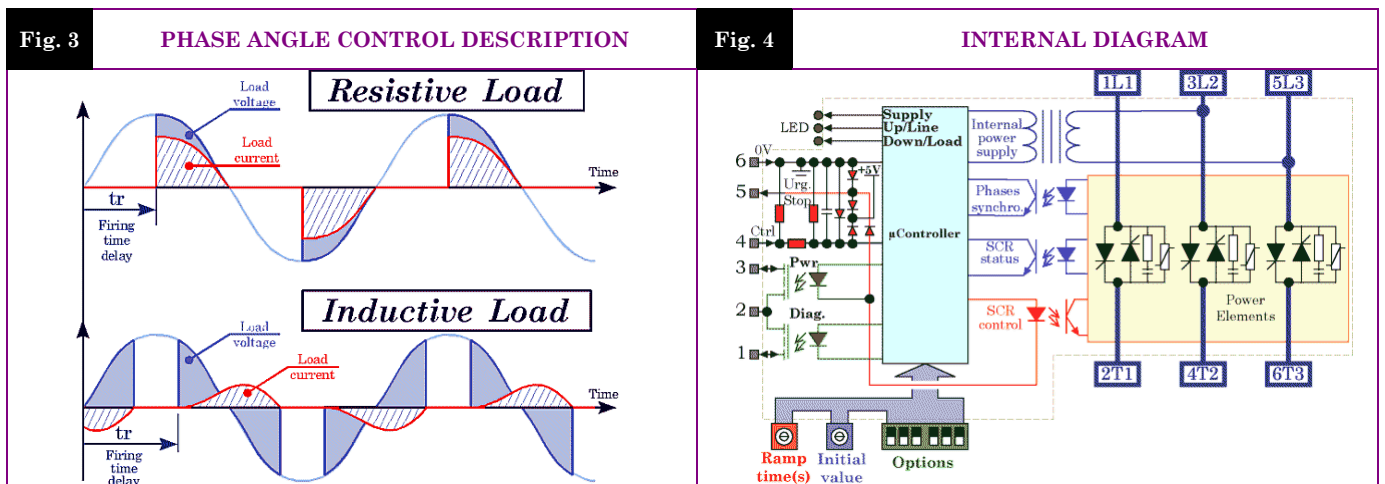 Fig. 3
PHASE ANGLE CONTROL DESCRIPTION
Resistive Load
Load
voltage
Load
current
Time
tr
Firing
time
delay
Inductive Load
Load
voltage
Load
current
Time
tr
Firing
time
delay
Fig. 4
INTERNAL DIAGRAM
1L1
3L2
5L3
LED
Supply
Up/Line
Down/Load
Internal
power
supply
6
0V
+5V
5
Urg.
Stop
Phases
synchro.
4
Ctrl
µController
SCR
status
3
Pwr
2
Diag.
SCR
control
Power
Elements
1
2T1
4T2
6T3
Ramp
time(s)
Initial
value
Options